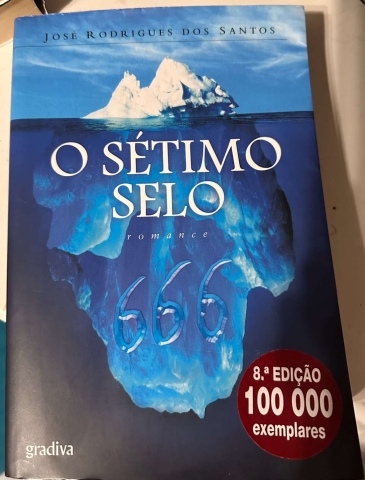 JOSÉ RODRIGUES DOS SANTOS
O SÉTIMO
SELO
romance
666
8.ª EDIÇÃO
100 000
exemplares
gradiva